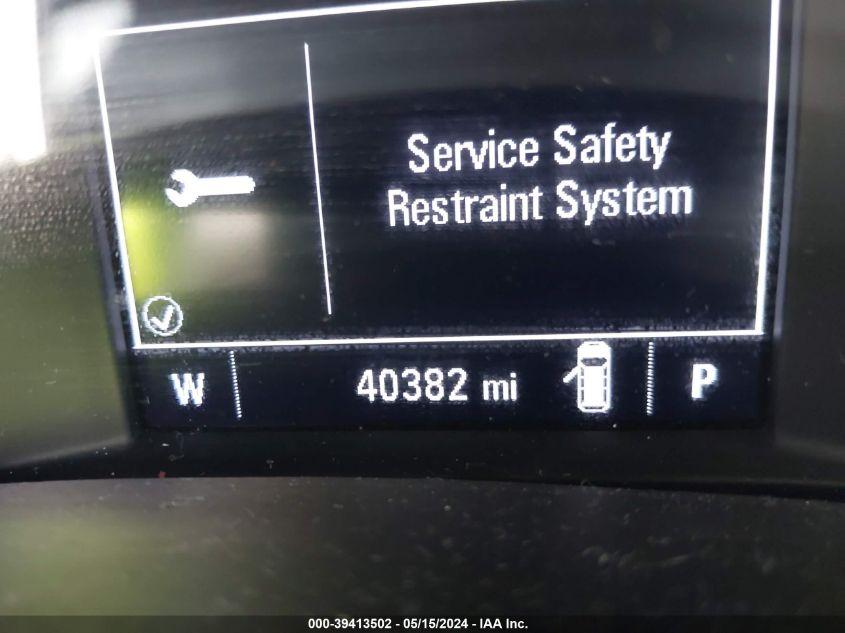 Service Safety
Restraint System
W 40382 mi P
000-39413502 - 05/15/2024 - IAA Inc.